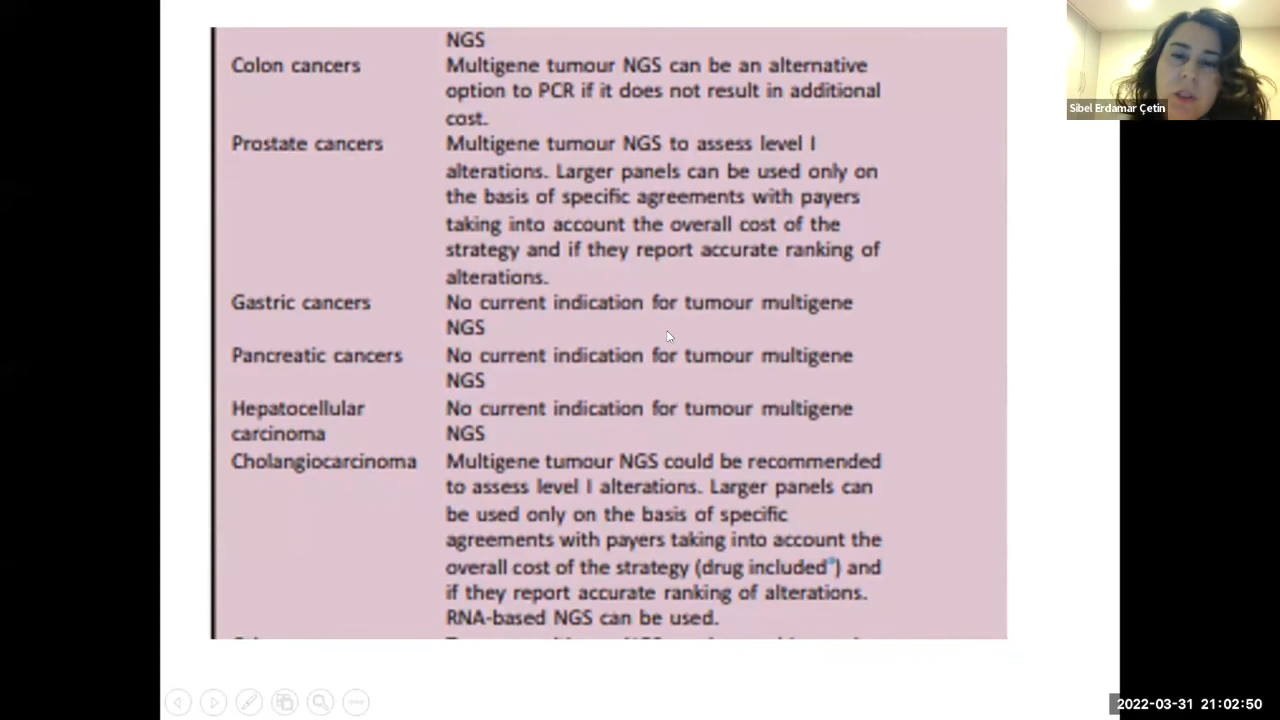 NGS
Colon cancers
Multigene tumour NGS can be an alternative
option to PCR if it does not result in additional
cost.
Prostate cancers
Multigene tumour NGS to assess level I
alterations. Larger panels can be used only on
the basis of specific agreements with payers
taking into account the overall cost of the
strategy and if they report accurate ranking of
alterations.
Gastric cancers
No current indication for tumour multigene
NGS
Pancreatic cancers
No current indication for tumour multigene
NGS
Hepatocellular
carcinoma
No current indication for tumour multigene
NGS
Cholangiocarcinoma
Multigene tumour NGS could be recommended
to assess level I alterations. Larger panels can
be used only on the basis of specific
agreements with payers taking into account the
overall cost of the strategy (drug included) and
if they report accurate ranking of alterations.
RNA-based NGS can be used.
Sibel Erdamar Çetin
2022-03-31 21:02:50